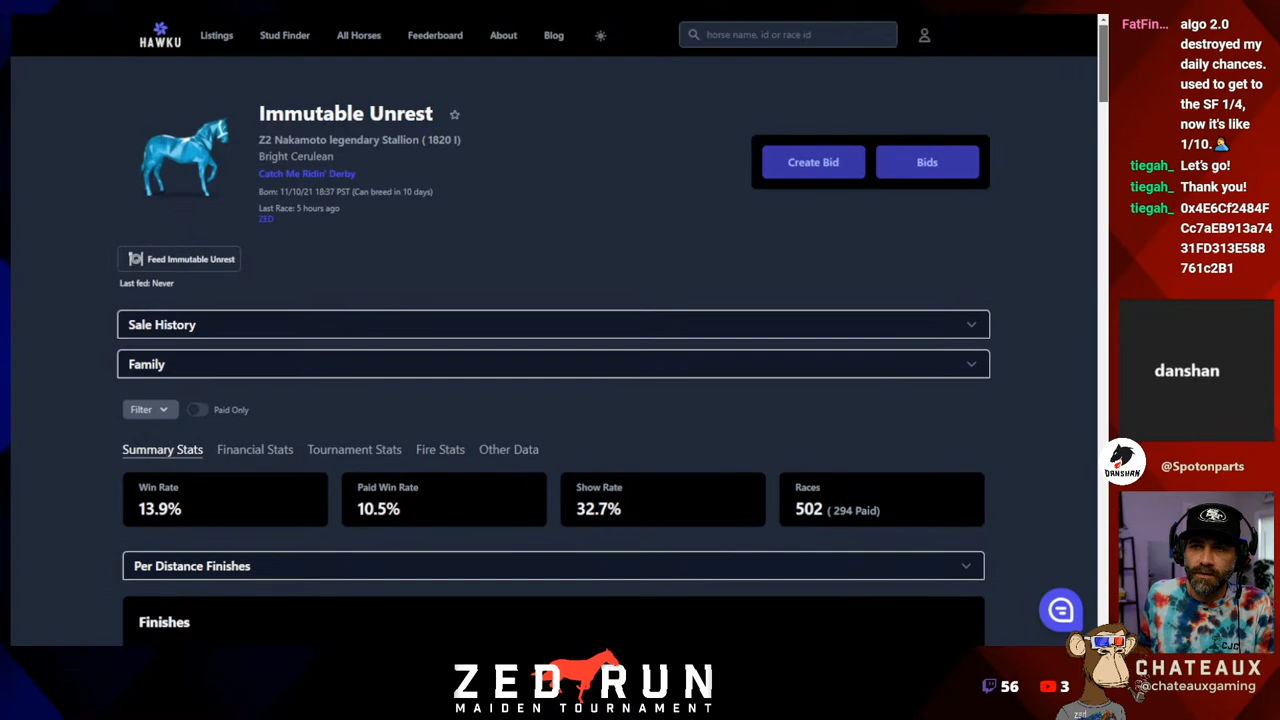 HAWKU
Listings
Stud Finder
All Horses
Feederboard
About
Blog
horse name, id or race id
Immutable Unrest
Z2 Nakamoto legendary Stallion ( 1820 I)
Bright Cerulean
Catch Me Ridin' Derby
Born: 11/10/21 18:37 PST (Can breed in 10 days)
Last Race: 5 hours ago
ZED
Create Bid
Bids
Feed Immutable Unrest
Last fed: Never
Sale History
Family
Filter
Paid Only
Summary Stats
Financial Stats
Tournament Stats
Fire Stats
Other Data
Win Rate
13.9%
Paid Win Rate
10.5%
Show Rate
32.7%
Races
502 ( 294 Paid)
Per Distance Finishes
Finishes
FatFin... algo 2.0
destroyed my
daily chances.
used to get to
the SF 1/4,
now it's like
1/10.
tiegah_ Let's go!
tiegah_ Thank you!
tiegah_ 0x4E6Cf2484F
Cc7aEB913a74
31FD313E588
761c2B1
danshan
DANSHAN
@Spotonparts
CJC
ZED RUN
MAIDEN TOURNAMENT
56
3
CHATEAUX
@chateauxgaming
ZED